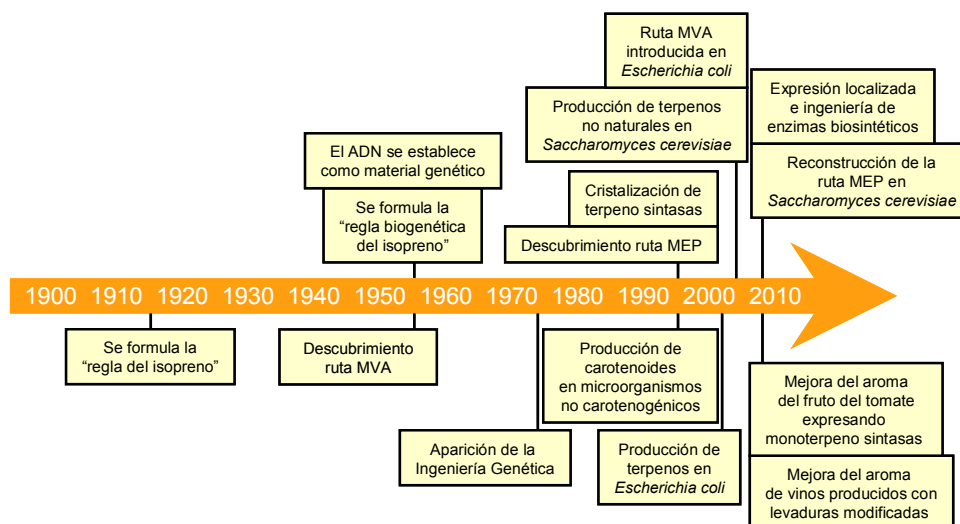 Ruta MVA
introducida en
Escherichia coli
Expresión localizada
e ingeniería de
enzimas biosintéticos
Producción de terpenos
no naturales en
Saccharomyces cerevisiae
El ADN se establece
como material genético
Reconstrucción de la
ruta MEP en
Saccharomyces cerevisiae
Cristalización de
terpeno sintasas
Se formula la
“regla biogenética
del isopreno”
Descubrimiento ruta MEP
1900 1910 1920 1930 1940 1950 1960 1970 1980 1990 2000 2010
Se formula la
“regla del isopreno”
Descubrimiento
ruta MVA
Producción de
carotenoides
en microorganismos
no carotenogénicos
Mejora del aroma
del fruto del tomate
expresando
monoterpeno sintasas
Aparición de la
Ingeniería Genética
Producción de
terpenos en
Escherichia coli
Mejora del aroma
de vinos producidos con
levaduras modificadas